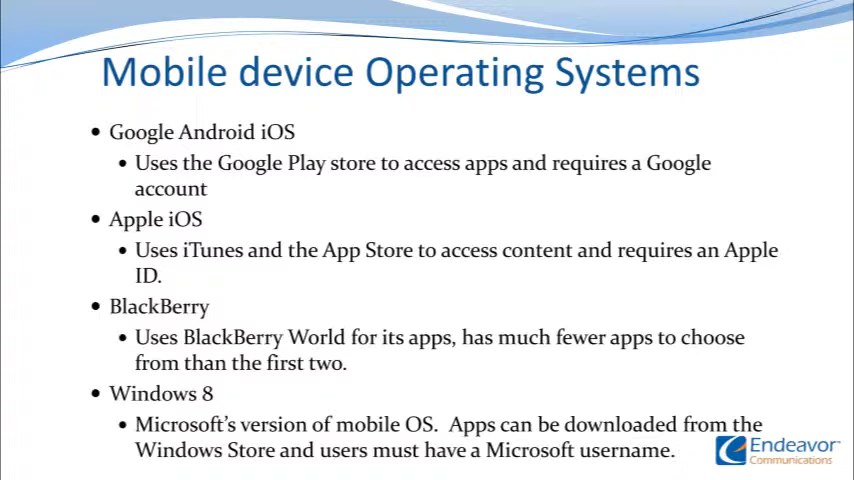 Mobile device Operating Systems
• Google Android iOS
• Uses the Google Play store to access apps and requires a Google
account
• Apple iOS
• Uses iTunes and the App Store to access content and requires an Apple
ID.
• BlackBerry
• Uses BlackBerry World for its apps, has much fewer apps to choose
from than the first two.
• Windows 8
• Microsoft's version of mobile OS.  Apps can be downloaded from the
Windows Store and users must have a Microsoft username.
Endeavor
Communications